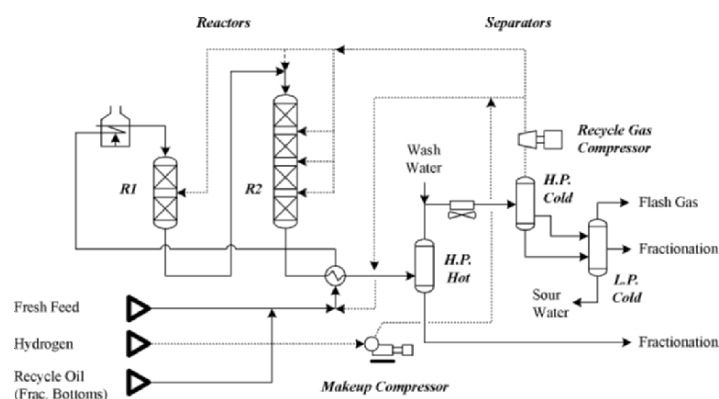 Reactors
Separators
Recycle Gas
Compressor
Wash
Water
R1
R2
H.P.
Cold
Flash Gas
H.P.
Hot
Fractionation
L.P.
Cold
Sour
Water
Fresh Feed
Hydrogen
Fractionation
Recycle Oil
(Frac. Bottoms)
Makeup Compressor